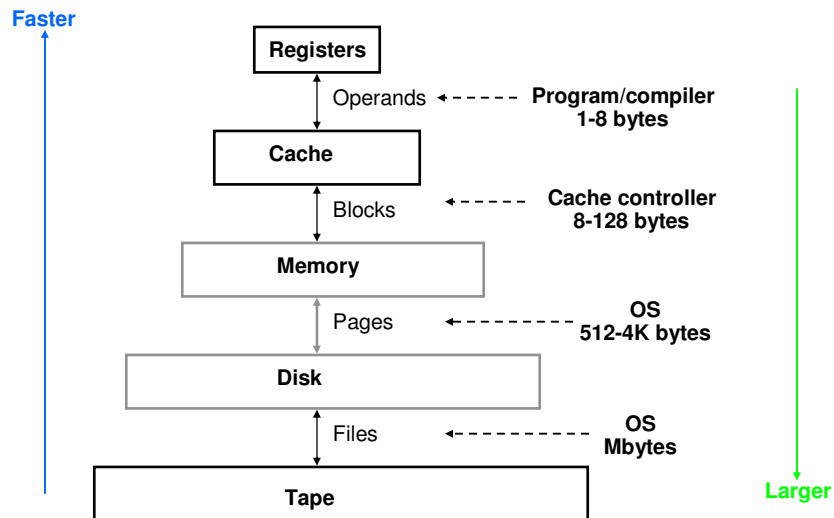 Faster
Registers
Operands
Program/compiler
1-8 bytes
Cache
Blocks
Cache controller
8-128 bytes
Memory
Pages
OS
512-4K bytes
Disk
Files
OS
Mbytes
Tape
Larger